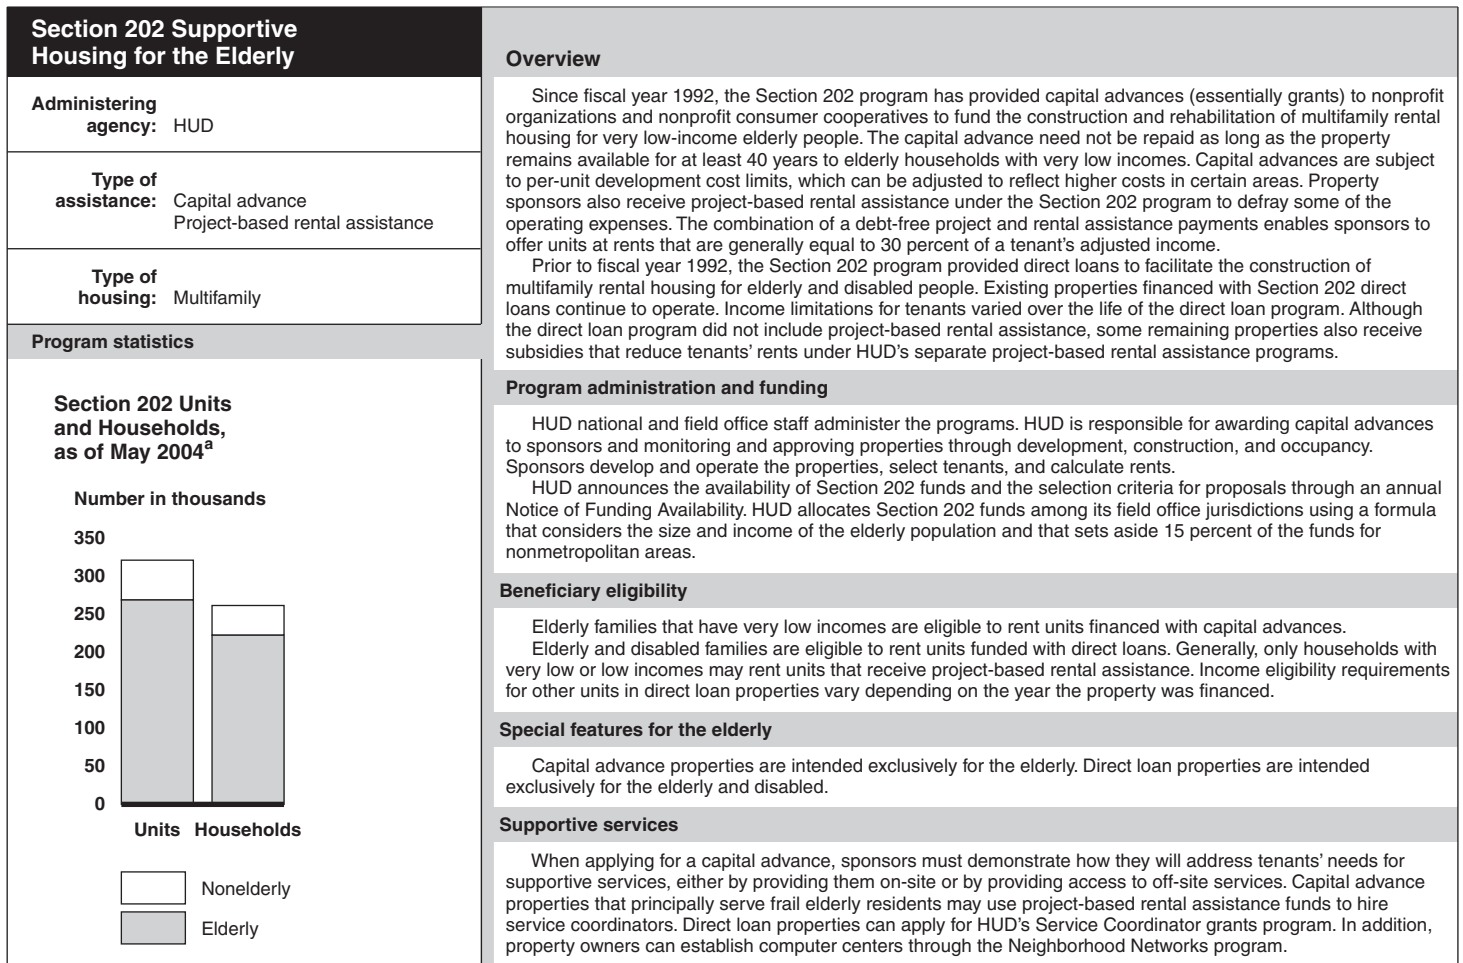 Section 202 Supportive
Housing for the Elderly
Administering
agency: HUD
Type of
assistance: Capital advance
Project-based rental assistance
Type of
housing: Multifamily
Program statistics
Section 202 Units
and Households,
as of May 2004a
Number in thousands
350
300
250
200
150
100
50
0
Units Households
Nonelderly
Elderly
Overview
Since fiscal year 1992, the Section 202 program has provided capital advances (essentially grants) to nonprofit
organizations and nonprofit consumer cooperatives to fund the construction and rehabilitation of multifamily rental
housing for very low-income elderly people. The capital advance need not be repaid as long as the property
remains available for at least 40 years to elderly households with very low incomes. Capital advances are subject
to per-unit development cost limits, which can be adjusted to reflect higher costs in certain areas. Property
sponsors also receive project-based rental assistance under the Section 202 program to defray some of the
operating expenses. The combination of a debt-free project and rental assistance payments enables sponsors to
offer units at rents that are generally equal to 30 percent of a tenant's adjusted income.
Prior to fiscal year 1992, the Section 202 program provided direct loans to facilitate the construction of
multifamily rental housing for elderly and disabled people. Existing properties financed with Section 202 direct
loans continue to operate. Income limitations for tenants varied over the life of the direct loan program. Although
the direct loan program did not include project-based rental assistance, some remaining properties also receive
subsidies that reduce tenants' rents under HUD's separate project-based rental assistance programs.
Program administration and funding
HUD national and field office staff administer the programs. HUD is responsible for awarding capital advances
to sponsors and monitoring and approving properties through development, construction, and occupancy.
Sponsors develop and operate the properties, select tenants, and calculate rents.
HUD announces the availability of Section 202 funds and the selection criteria for proposals through an annual
Notice of Funding Availability. HUD allocates Section 202 funds among its field office jurisdictions using a formula
that considers the size and income of the elderly population and that sets aside 15 percent of the funds for
nonmetropolitan areas.
Beneficiary eligibility
Elderly families that have very low incomes are eligible to rent units financed with capital advances.
Elderly and disabled families are eligible to rent units funded with direct loans. Generally, only households with
very low or low incomes may rent units that receive project-based rental assistance. Income eligibility requirements
for other units in direct loan properties vary depending on the year the property was financed.
Special features for the elderly
Capital advance properties are intended exclusively for the elderly. Direct loan properties are intended
exclusively for the elderly and disabled.
Supportive services
When applying for a capital advance, sponsors must demonstrate how they will address tenants' needs for
supportive services, either by providing them on-site or by providing access to off-site services. Capital advance
properties that principally serve frail elderly residents may use project-based rental assistance funds to hire
service coordinators. Direct loan properties can apply for HUD's Service Coordinator grants program. In addition,
property owners can establish computer centers through the Neighborhood Networks program.